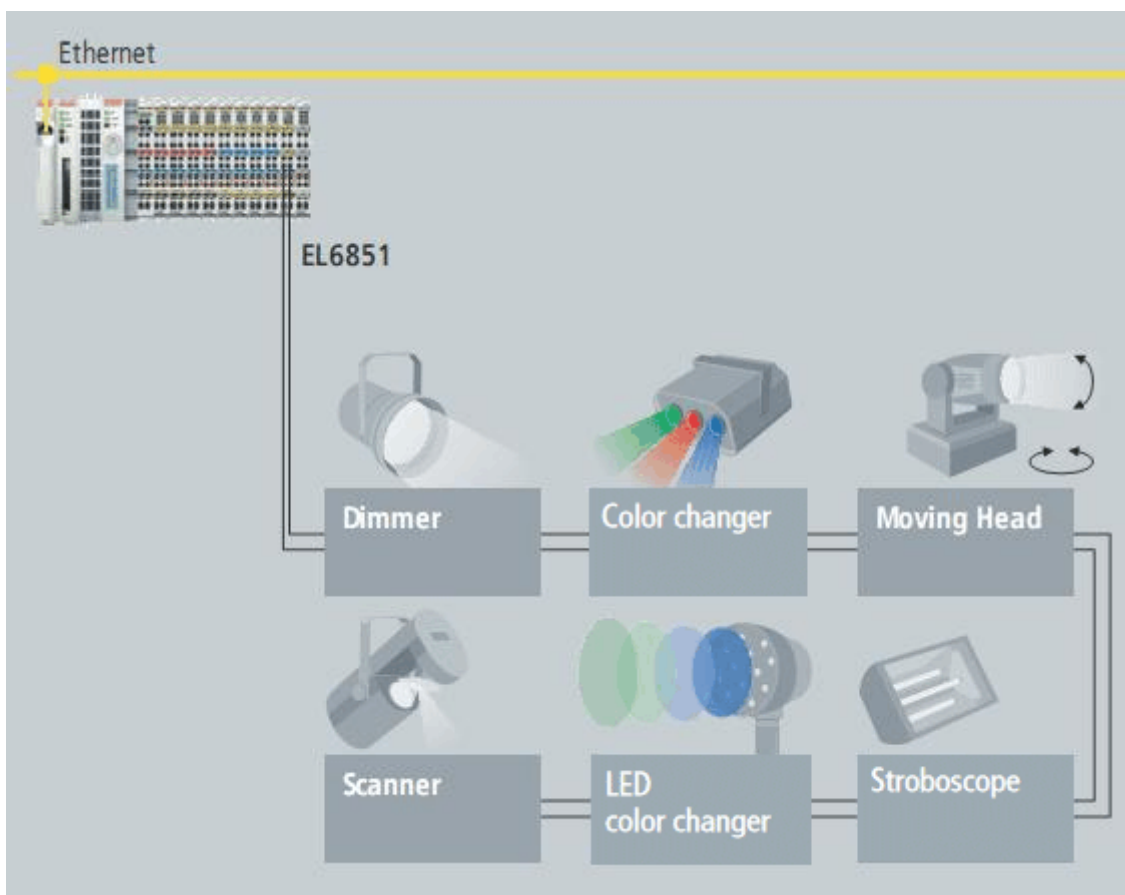 Ethernet
EL6851
Dimmer
Color changer
Moving Head
Scanner
LED
color changer
Stroboscope